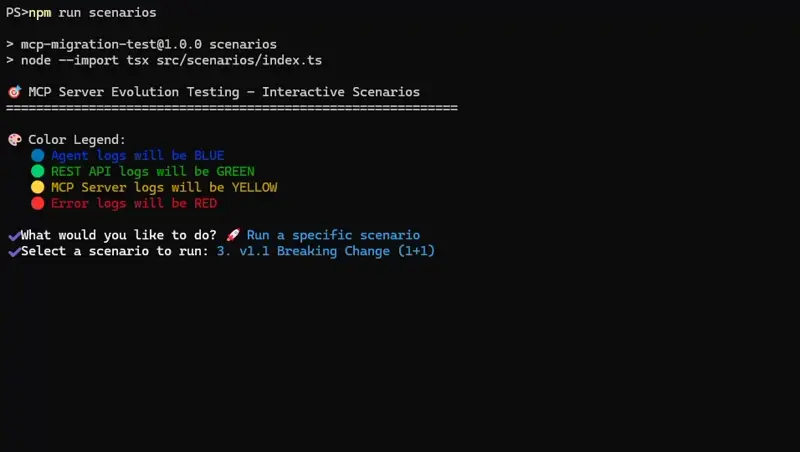 PS>npm run scenarios
> mcp-migration-test@1.0.0 scenarios
> node --import tsx src/scenarios/index.ts
🎯 MCP Server Evolution Testing - Interactive Scenarios
============================================================
🎨 Color Legend:
🔵 Agent logs will be BLUE
🟢 REST API logs will be GREEN
🟡 MCP Server logs will be YELLOW
🔴 Error logs will be RED
✔What would you like to do? 🚀 Run a specific scenario
✔Select a scenario to run: 3. v1.1 Breaking Change (1+1)